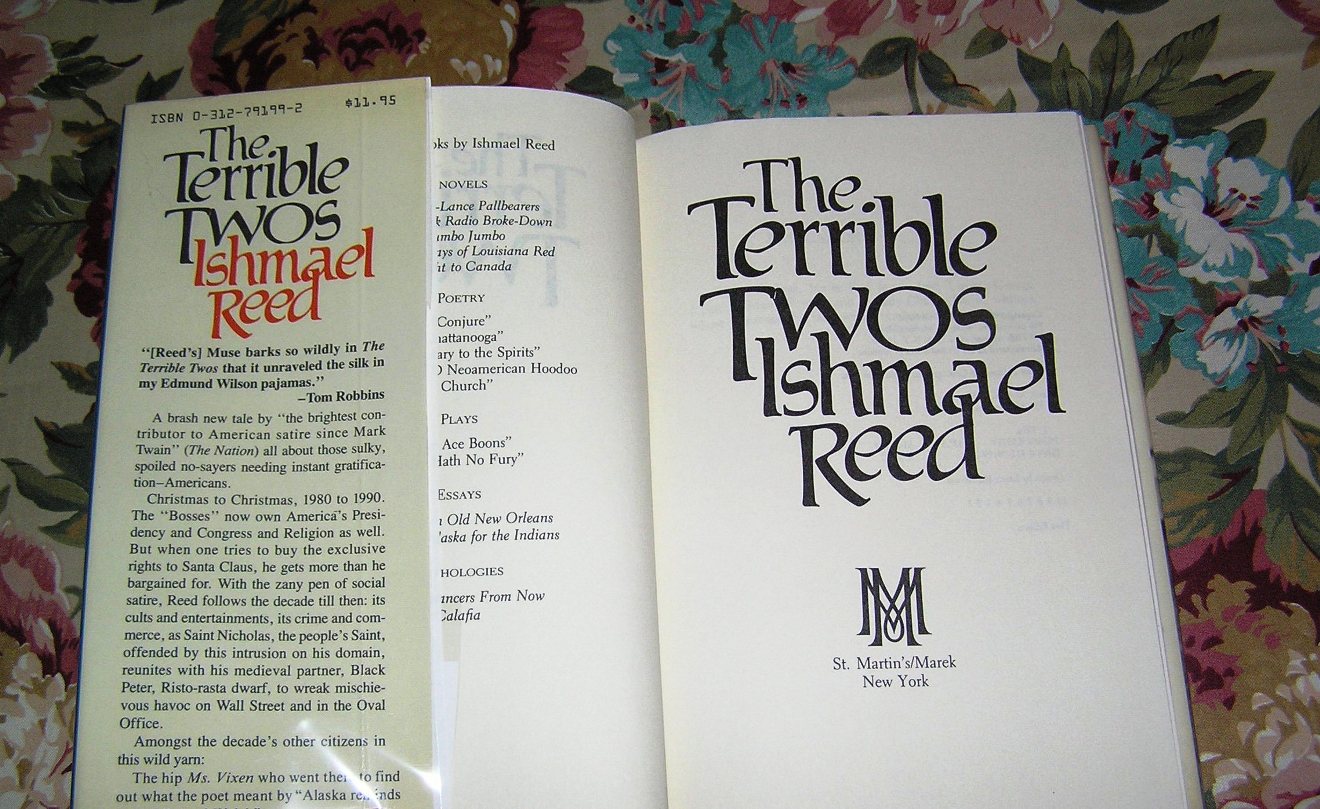 ISBN 0-312-79199-2 $11.95
The
Terrible
TWOS
Ishmael
Reed
“[Reed’s] Muse barks so wildly in The
Terrible Twos that it unraveled the silk in
my Edmund Wilson pajamas.”
–Tom Robbins
A brash new tale by “the brightest con-
tributor to American satire since Mark
Twain” (The Nation) all about those sulky,
spoiled no-sayers needing instant gratifica-
tion—Americans.
Christmas to Christmas, 1980 to 1990.
The “Bosses” now own America’s Presi-
dency and Congress and Religion as well.
But when one tries to buy the exclusive
rights to Santa Claus, he gets more than he
bargained for. With the zany pen of social
satire, Reed follows the decade till then: its
cults and entertainments, its crime and com-
merce, as Saint Nicholas, the people’s Saint,
offended by this intrusion on his domain,
reunites with his medieval partner, Black
Peter, Risto-rasta dwarf, to wreak mischie-
vous havoc on Wall Street and in the Oval
Office.
Amongst the decade’s other citizens in
this wild yarn:
The hip Ms. Vixen who went to find
out what the poet meant by “Alaska
by Ishmael Reed
NOVELS
-Lance Pallbearers
Radio Broke-Down
Jumbo
of Louisiana Red
to Canada
POETRY
Conjure”
to the Spirits”
Neoamerican Hoodoo
Church”
PLAYS
Ace Boons”
Hath No Fury”
ESSAYS
Old New Orleans
for the Indians
From Now
Calafia
The
Terrible
TWOS
Ishmael
Reed
St. Martin’s/Marek
New York